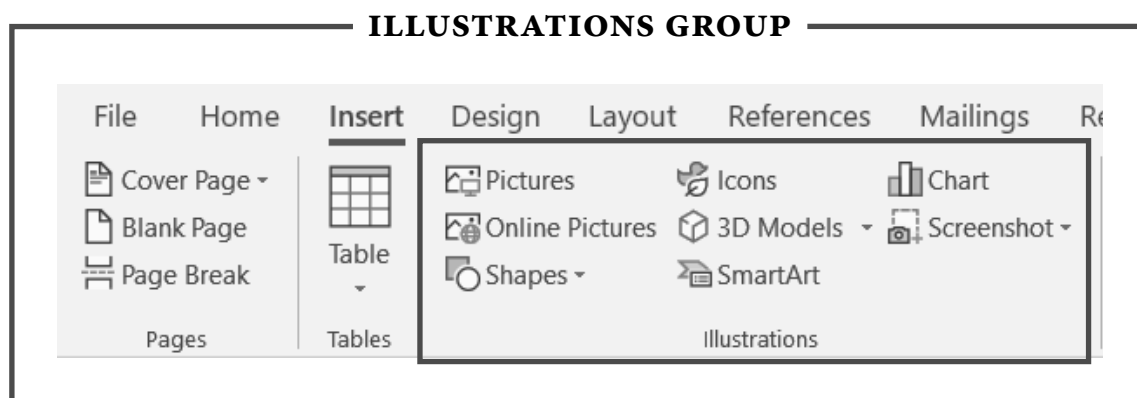 ILLUSTRATIONS GROUP
File Home Insert Design Layout References Mailings
Cover Page
Blank Page
Page Break
Pages
Table
Tables
Pictures
Online Pictures
Shapes
Icons
3D Models
SmartArt
Chart
Screenshot
Illustrations